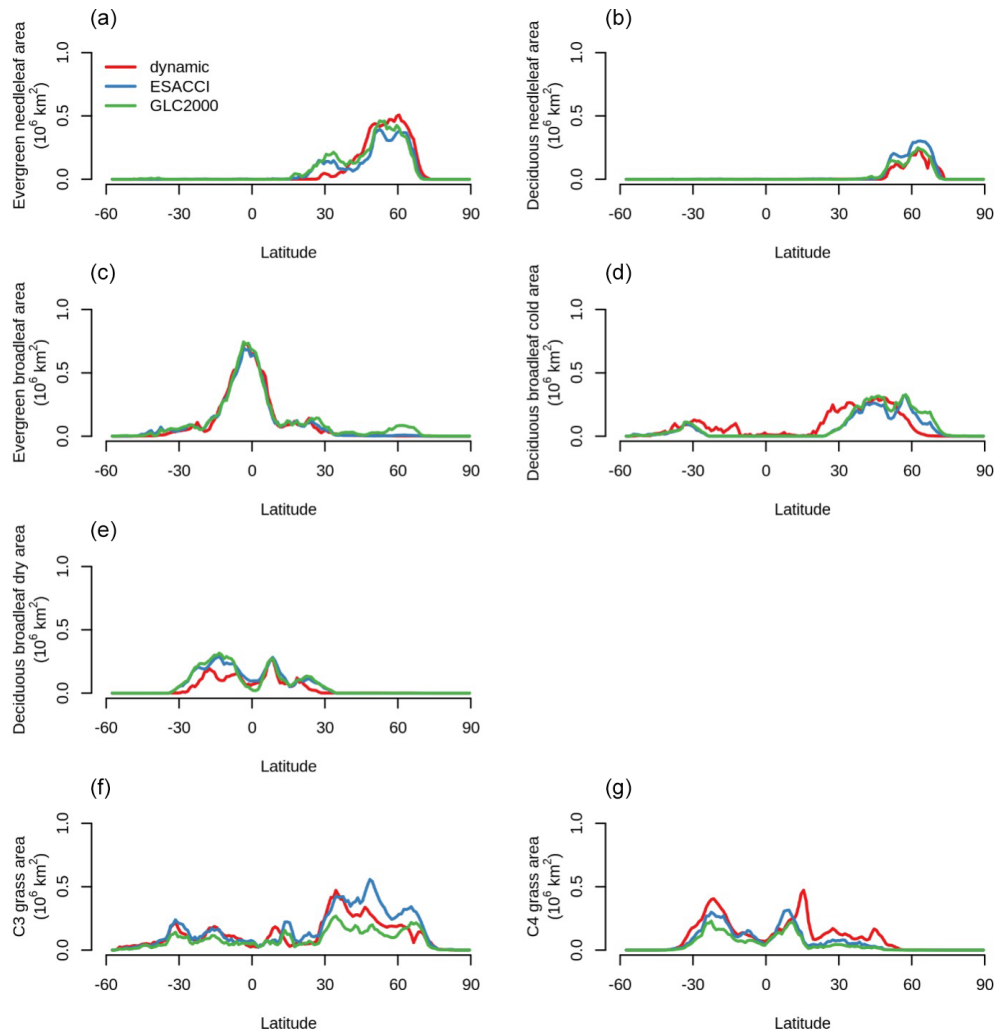 (a)
Evergreen needleleaf area
(10^6 km^2)
1.0
0.5
0.0
dynamic
ESACCI
GLC2000
-60 -30 0 30 60 90
Latitude
(b)
Deciduous needleleaf area
(10^6 km^2)
1.0
0.5
0.0
-60 -30 0 30 60 90
Latitude
(c)
Evergreen broadleaf area
(10^6 km^2)
1.0
0.5
0.0
-60 -30 0 30 60 90
Latitude
(d)
Deciduous broadleaf cold area
(10^6 km^2)
1.0
0.5
0.0
-60 -30 0 30 60 90
Latitude
(e)
Deciduous broadleaf dry area
(10^6 km^2)
1.0
0.5
0.0
-60 -30 0 30 60 90
Latitude
(f)
C3 grass area
(10^6 km^2)
1.0
0.5
0.0
-60 -30 0 30 60 90
Latitude
(g)
C4 grass area
(10^6 km^2)
1.0
0.5
0.0
-60 -30 0 30 60 90
Latitude